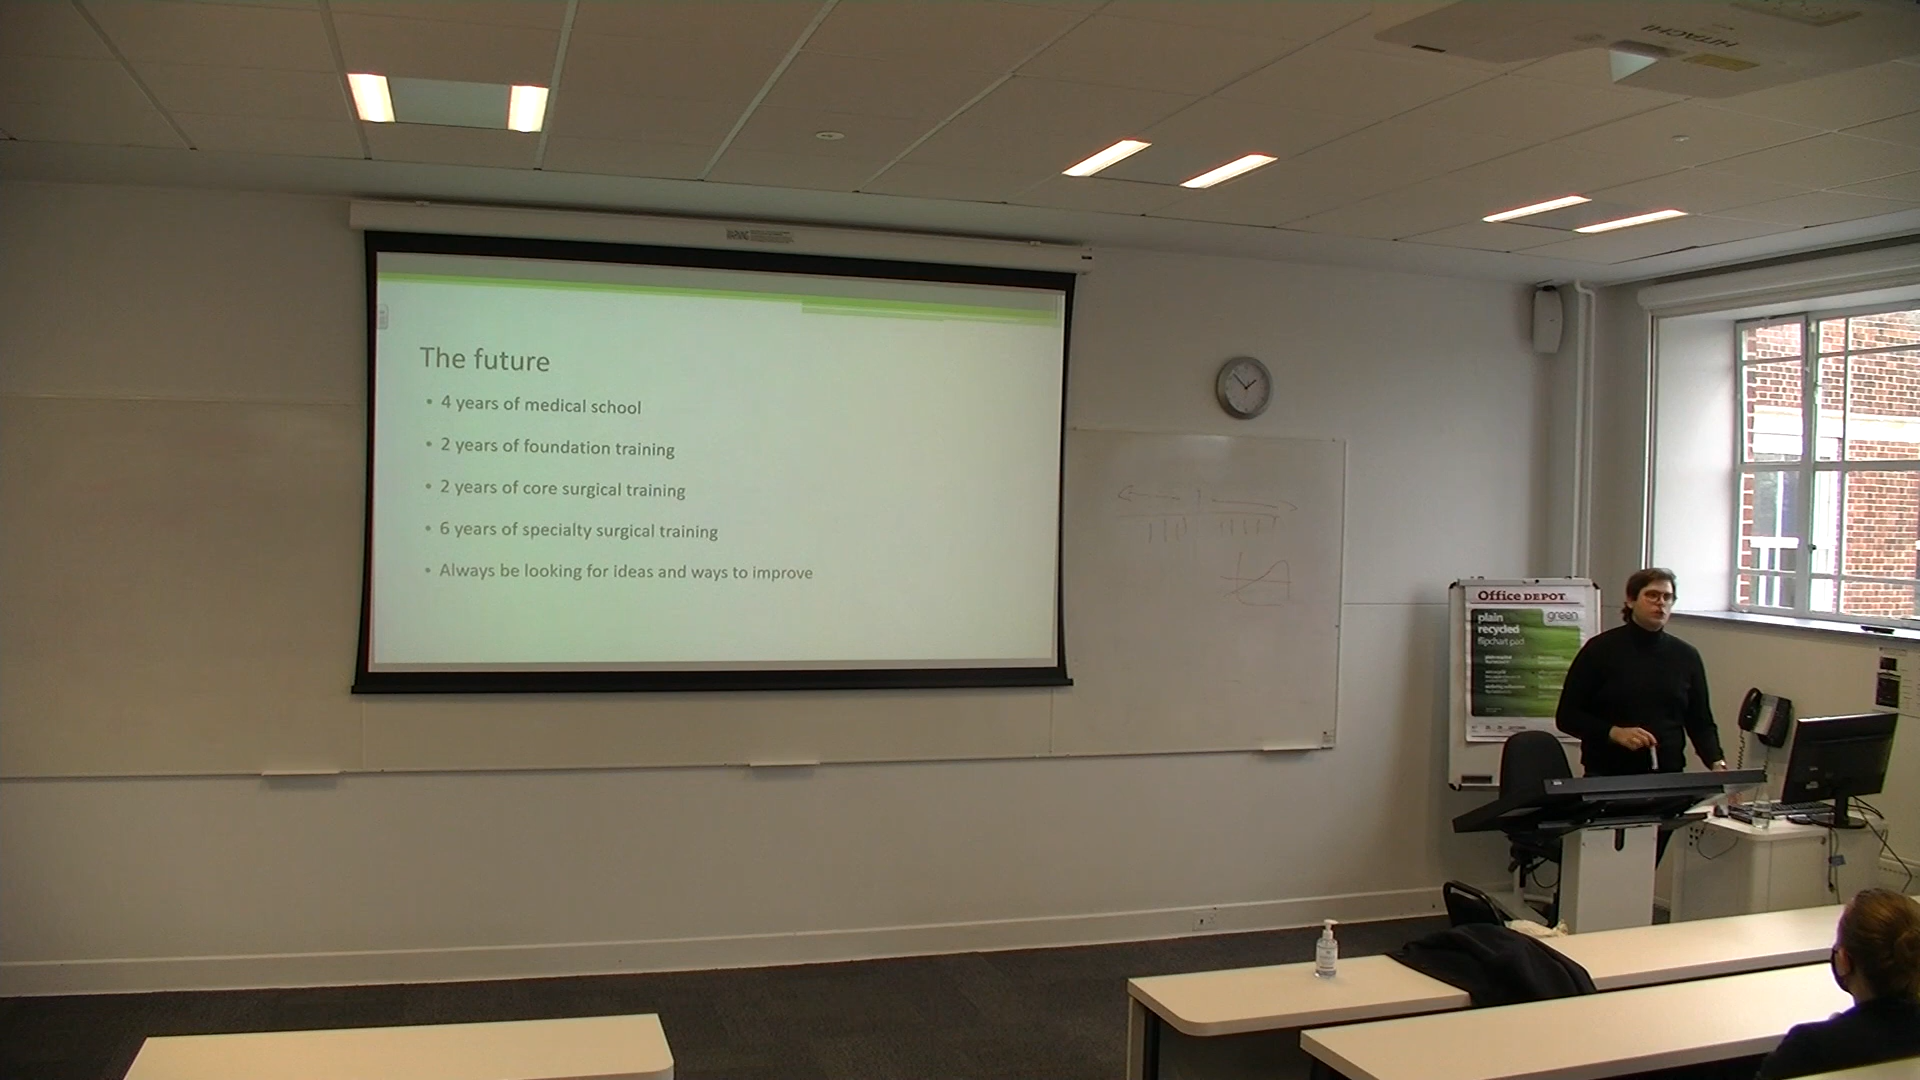 HITACHI
The future
• 4 years of medical school
• 2 years of foundation training
• 2 years of core surgical training
• 6 years of specialty surgical training
• Always be looking for ideas and ways to improve
Office DEPOT
plain
recycled
flipchart pad
green